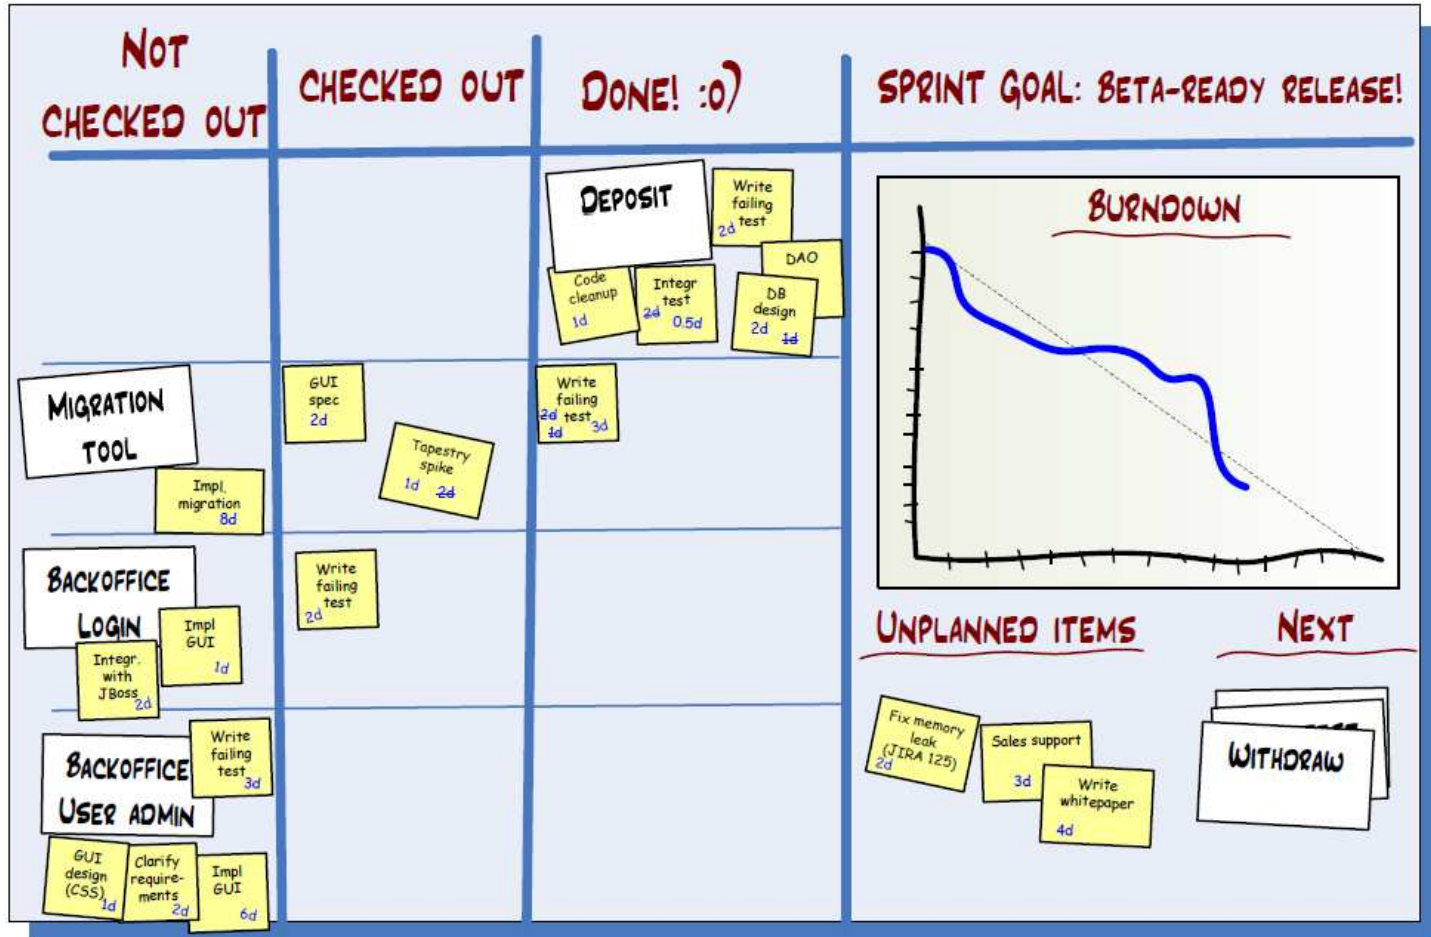 NOT
CHECKED OUT
CHECKED OUT
DONE! :o)
SPRINT GOAL: BETA-READY RELEASE!
DEPOSIT
Write
failing
test
2d
DAO
Code
cleanup
1d
Integr
test
2d
0.5d
DB
design
2d
1d
BURNDOWN
MIGRATION
TOOL
Impl.
migration
8d
GUI
spec
2d
Tapestry
spike
1d 2d
Write
failing
2d test
1d 3d
BACKOFFICE
LOGIN
Impl
GUI
1d
Integr.
with
JBoss
2d
Write
failing
test
2d
BACKOFFICE
USER ADMIN
Write
failing
test
3d
GUI
design
(CSS)
1d
Clarify
require-
ments
2d
Impl
GUI
6d
UNPLANNED ITEMS
Fix memory
leak
(JIRA 125)
2d
Sales support
3d
Write
whitepaper
4d
NEXT
WITHDRAW